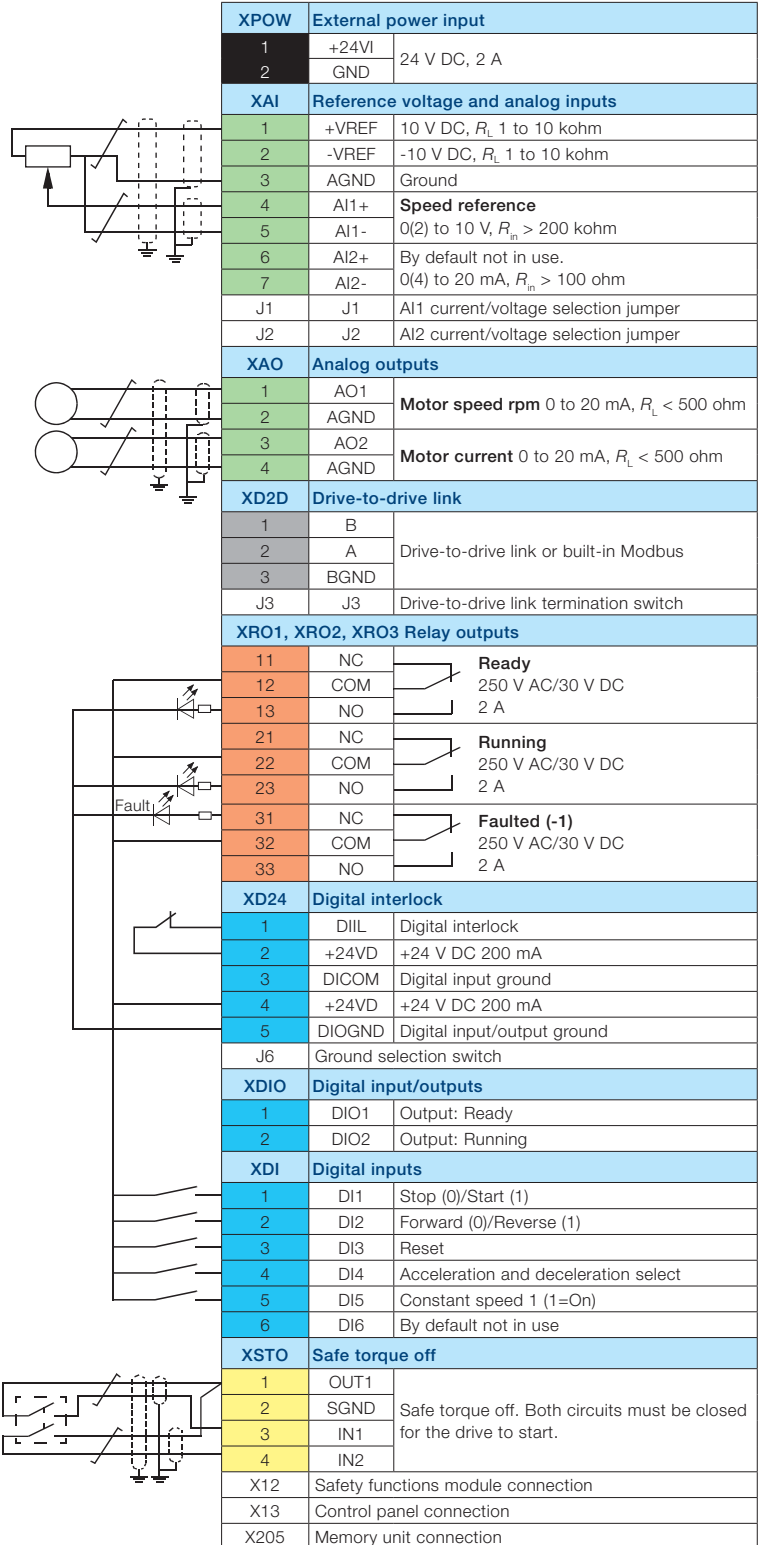 XPOW External power input
1 +24VI 24 V DC, 2 A
2 GND
XAI Reference voltage and analog inputs
1 +VREF 10 V DC, RL 1 to 10 kohm
2 -VREF -10 V DC, RL 1 to 10 kohm
3 AGND Ground
4 AI1+ Speed reference
5 AI1- 0(2) to 10 V, Rin > 200 kohm
6 AI2+ By default not in use.
7 AI2- 0(4) to 20 mA, Rin > 100 ohm
J1 J1 AI1 current/voltage selection jumper
J2 J2 AI2 current/voltage selection jumper
XAO Analog outputs
1 AO1 Motor speed rpm 0 to 20 mA, RL < 500 ohm
2 AGND
3 AO2 Motor current 0 to 20 mA, RL < 500 ohm
4 AGND
XD2D Drive-to-drive link
1 B
2 A Drive-to-drive link or built-in Modbus
3 BGND
J3 J3 Drive-to-drive link termination switch
XRO1, XRO2, XRO3 Relay outputs
11 NC Ready
12 COM 250 V AC/30 V DC
13 NO 2 A
21 NC Running
22 COM 250 V AC/30 V DC
23 NO 2 A
Fault
31 NC Faulted (-1)
32 COM 250 V AC/30 V DC
33 NO 2 A
XD24 Digital interlock
1 DIIL Digital interlock
2 +24VD +24 V DC 200 mA
3 DICOM Digital input ground
4 +24VD +24 V DC 200 mA
5 DIOGND Digital input/output ground
J6 Ground selection switch
XDIO Digital input/outputs
1 DIO1 Output: Ready
2 DIO2 Output: Running
XDI Digital inputs
1 DI1 Stop (0)/Start (1)
2 DI2 Forward (0)/Reverse (1)
3 DI3 Reset
4 DI4 Acceleration and deceleration select
5 DI5 Constant speed 1 (1=On)
6 DI6 By default not in use
XSTO Safe torque off
1 OUT1
2 SGND Safe torque off. Both circuits must be closed
3 IN1 for the drive to start.
4 IN2
X12 Safety functions module connection
X13 Control panel connection
X205 Memory unit connection